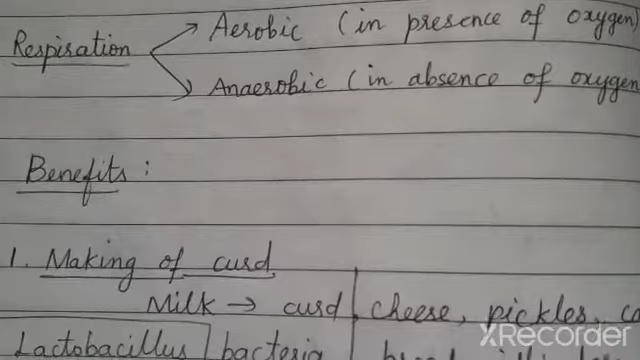 Respiration → Aerobic (in presence of oxygen)
→ Anaerobic (in absence of oxygen
Benefits :
1. Making of curd
Milk → curd, cheese, pickles,
Lactobacillus bacteria
XRecorder